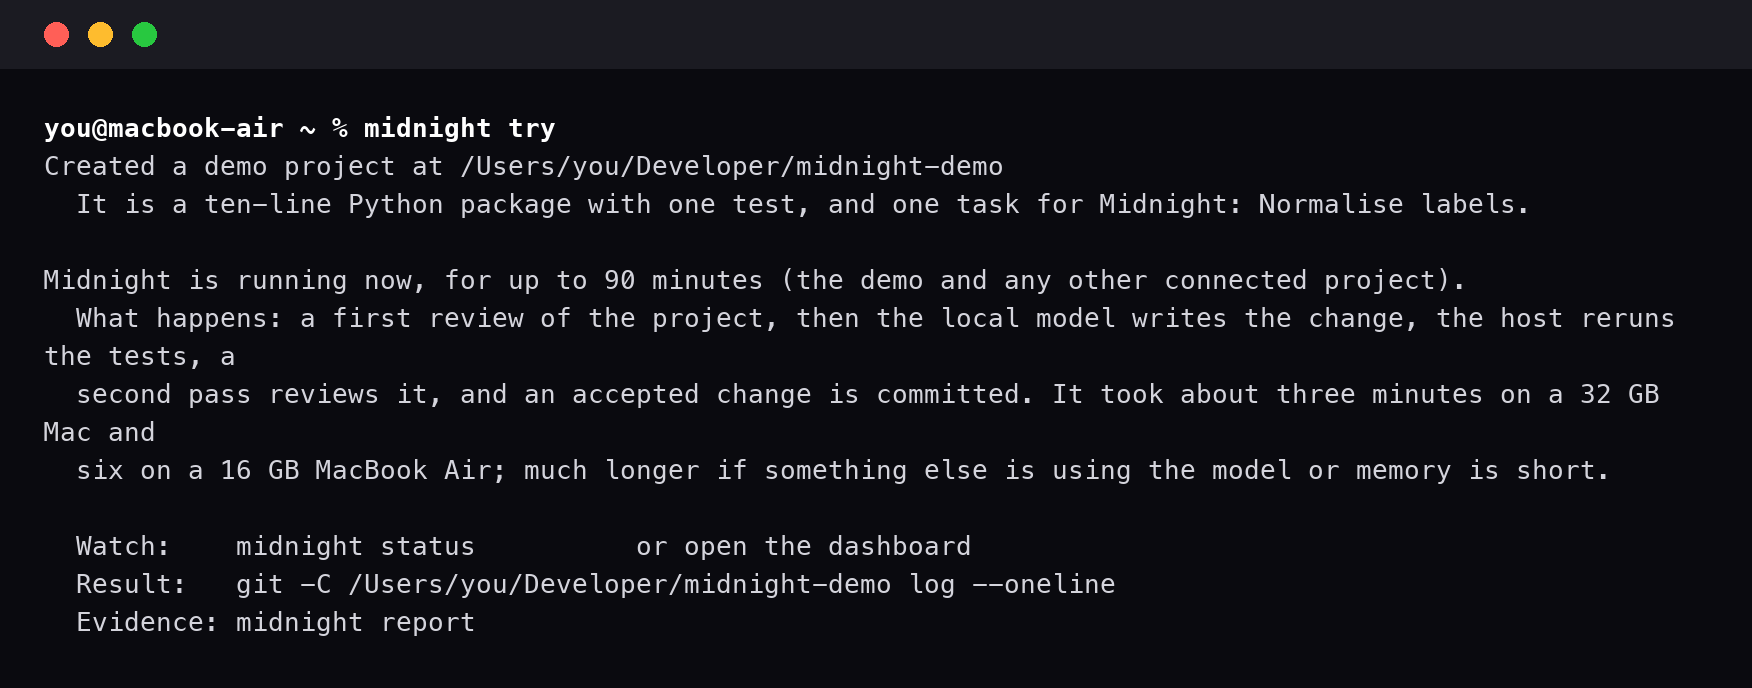 you@macbook-air ~ % midnight try
Created a demo project at /Users/you/Developer/midnight-demo
  It is a ten-line Python package with one test, and one task for Midnight: Normalise labels.

Midnight is running now, for up to 90 minutes (the demo and any other connected project).
  What happens: a first review of the project, then the local model writes the change, the host reruns
the tests, a
  second pass reviews it, and an accepted change is committed. It took about three minutes on a 32 GB
Mac and
  six on a 16 GB MacBook Air; much longer if something else is using the model or memory is short.

  Watch:    midnight status          or open the dashboard
  Result:   git -C /Users/you/Developer/midnight-demo log --oneline
  Evidence: midnight report